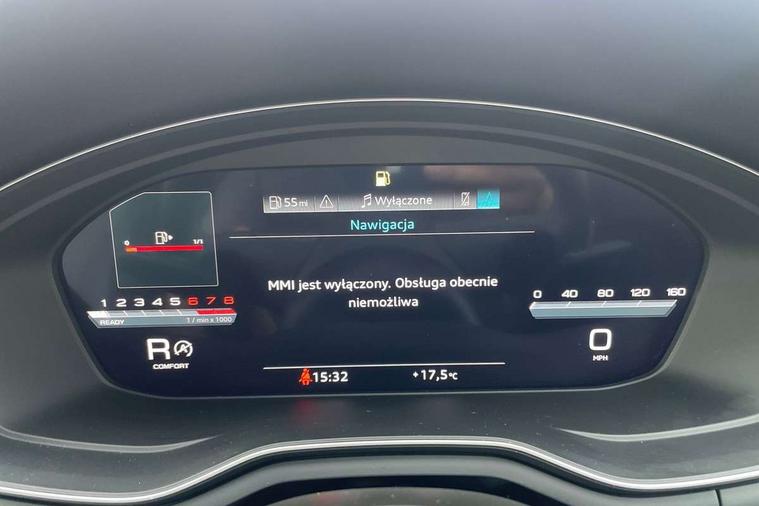 55 mi Wyłączone
Nawigacja
0 1/1
MMI jest wyłączony. Obsługa obecnie
niemożliwa
1 2 3 4 5 6 7 8
READY 1 / min x 1000
0 40 80 120 160
R
COMFORT
0
MPH
15:32 +17,5°C